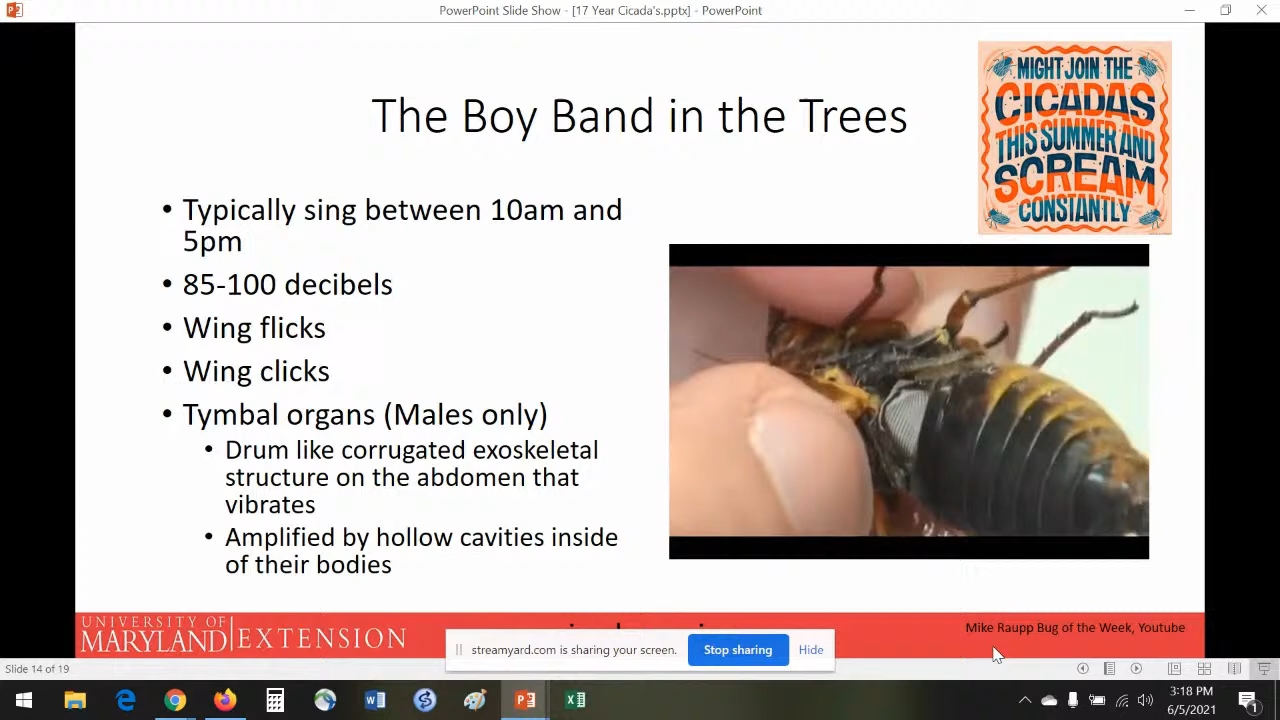 PowerPoint Slide Show - [17 Year Cicada's.pptx] - PowerPoint
The Boy Band in the Trees
MIGHT JOIN THE
CICADAS
THIS SUMMER AND
SCREAM
CONSTANTLY
• Typically sing between 10am and
5pm
• 85-100 decibels
• Wing flicks
• Wing clicks
• Tymbal organs (Males only)
• Drum like corrugated exoskeletal
structure on the abdomen that
vibrates
• Amplified by hollow cavities inside
of their bodies
UNIVERSITY OF
MARYLAND
EXTENSION
Mike Raupp Bug of the Week, Youtube
streamyard.com is sharing your screen.
Stop sharing
Hide
Slide 14 of 19
3:18 PM
6/5/2021
1